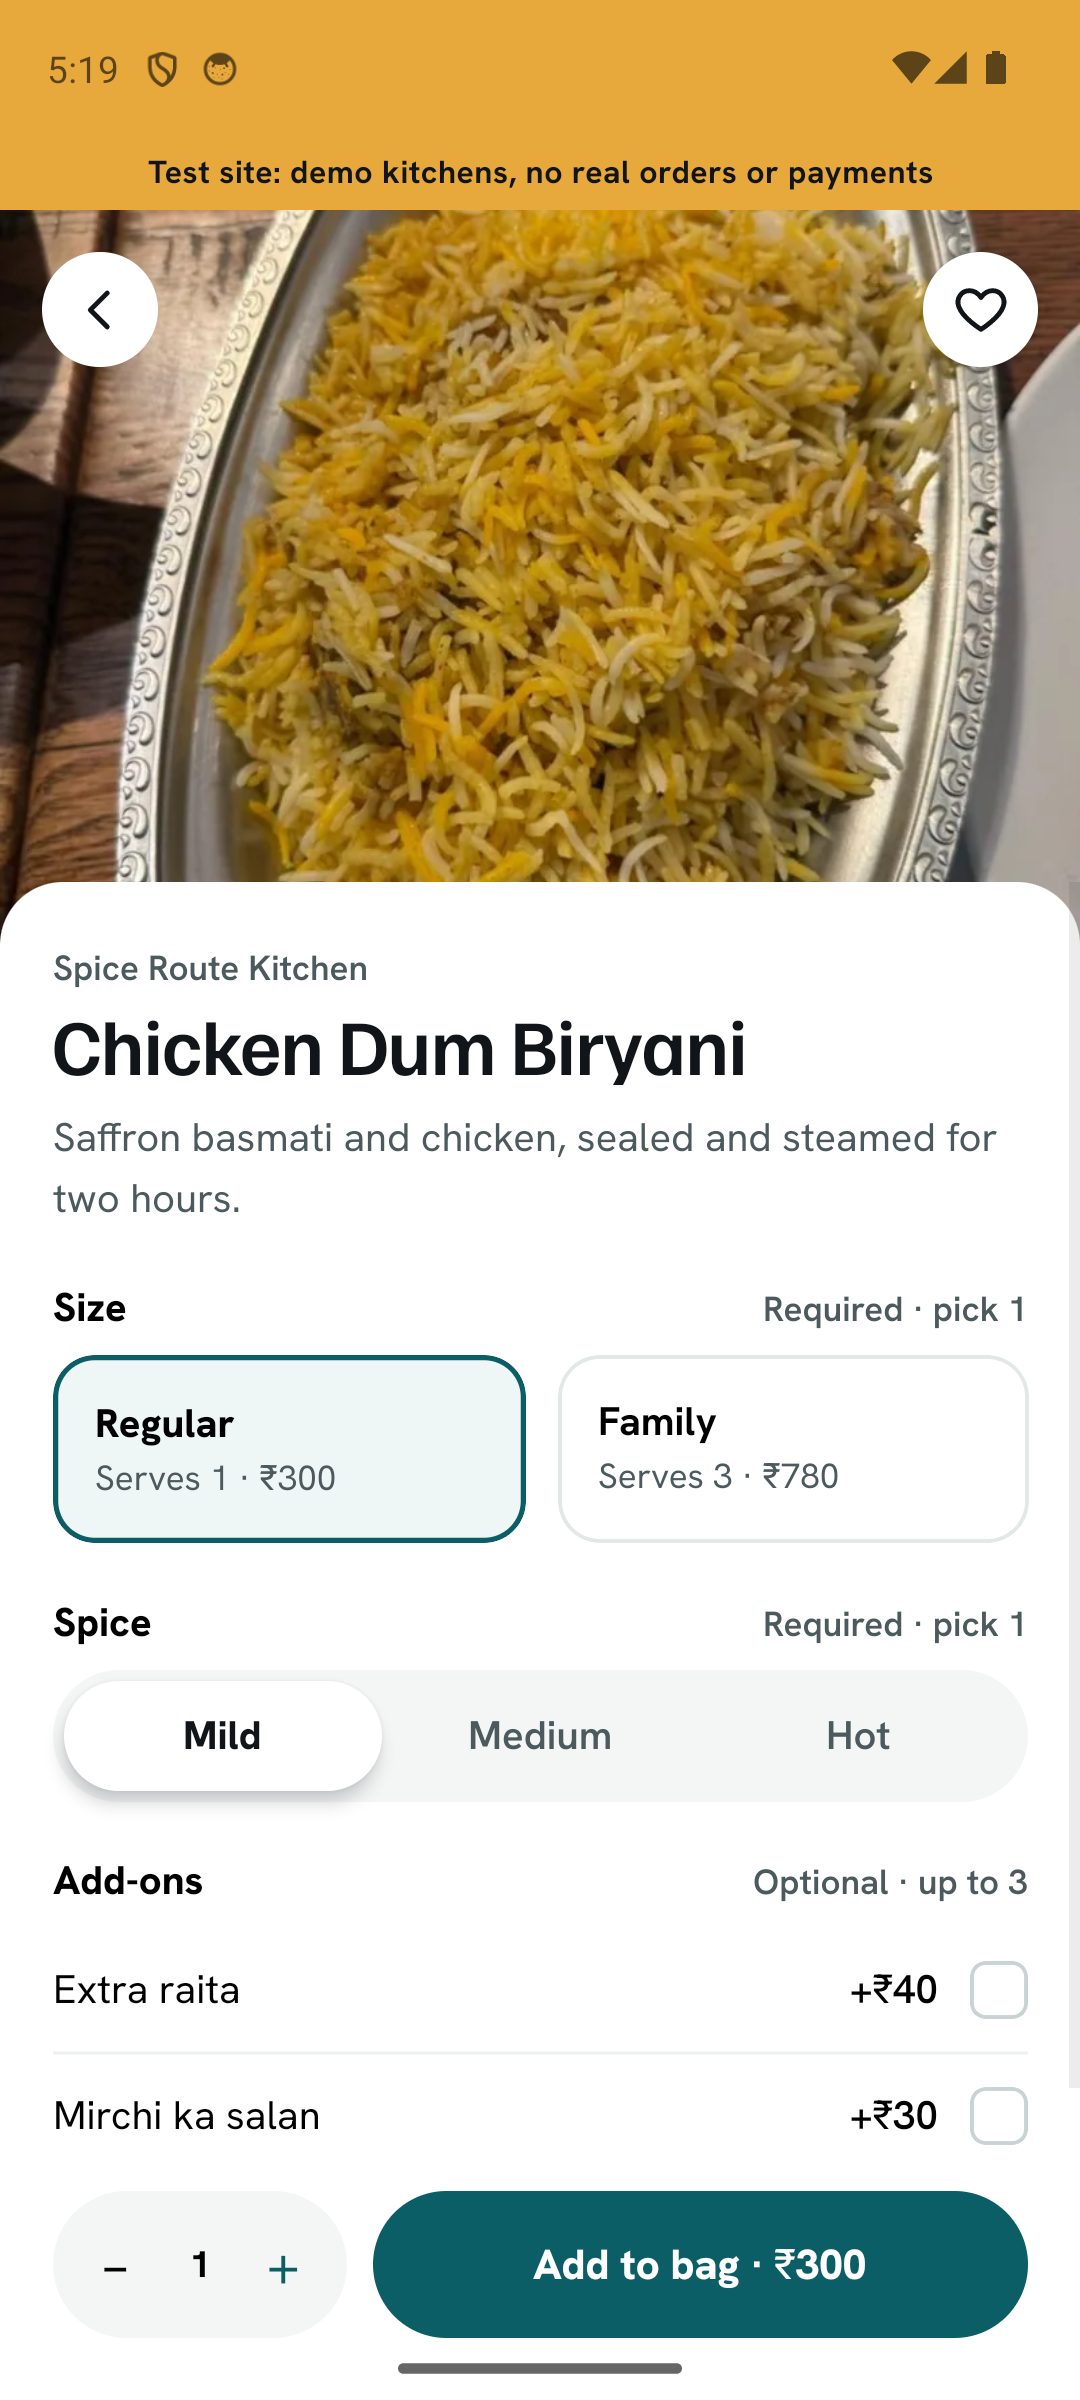 5:19
Test site: demo kitchens, no real orders or payments
Spice Route Kitchen
Chicken Dum Biryani
Saffron basmati and chicken, sealed and steamed for
two hours.
Size Required · pick 1
Regular Family
Serves 1 · ₹300 Serves 3 · ₹780
Spice Required · pick 1
Mild Medium Hot
Add-ons Optional · up to 3
Extra raita +₹40
Mirchi ka salan +₹30
− 1 + Add to bag · ₹300